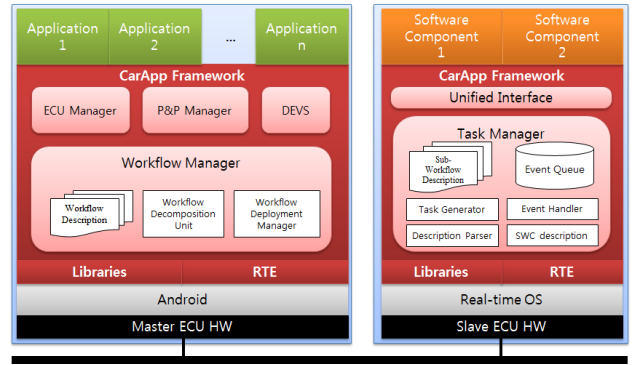 Application
1
Application
2
...
Application
n
CarApp Framework
ECU Manager
P&P Manager
DEVS
Workflow Manager
Workflow
Description
Workflow
Decomposition
Unit
Workflow
Deployment
Manager
Libraries
RTE
Android
Master ECU HW
Software
Component
1
Software
Component
2
CarApp Framework
Unified Interface
Task Manager
Sub-
Workflow
Description
Event Queue
Task Generator
Event Handler
Description Parser
SWC description
Libraries
RTE
Real-time OS
Slave ECU HW